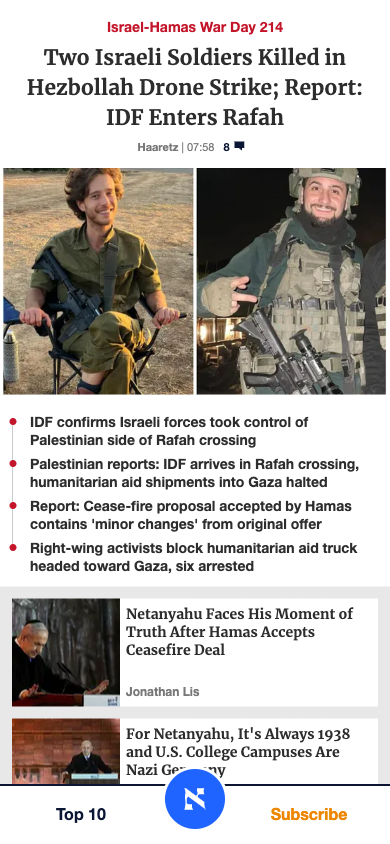 Israel-Hamas War Day 214
Two Israeli Soldiers Killed in
Hezbollah Drone Strike; Report:
IDF Enters Rafah
Haaretz | 07:58 8
IDF confirms Israeli forces took control of
Palestinian side of Rafah crossing
Palestinian reports: IDF arrives in Rafah crossing,
humanitarian aid shipments into Gaza halted
Report: Cease-fire proposal accepted by Hamas
contains 'minor changes' from original offer
Right-wing activists block humanitarian aid truck
headed toward Gaza, six arrested
Netanyahu Faces His Moment of
Truth After Hamas Accepts
Ceasefire Deal
Jonathan Lis
For Netanyahu, It's Always 1938
and U.S. College Campuses Are
Nazi Germany
Top 10
א
Subscribe